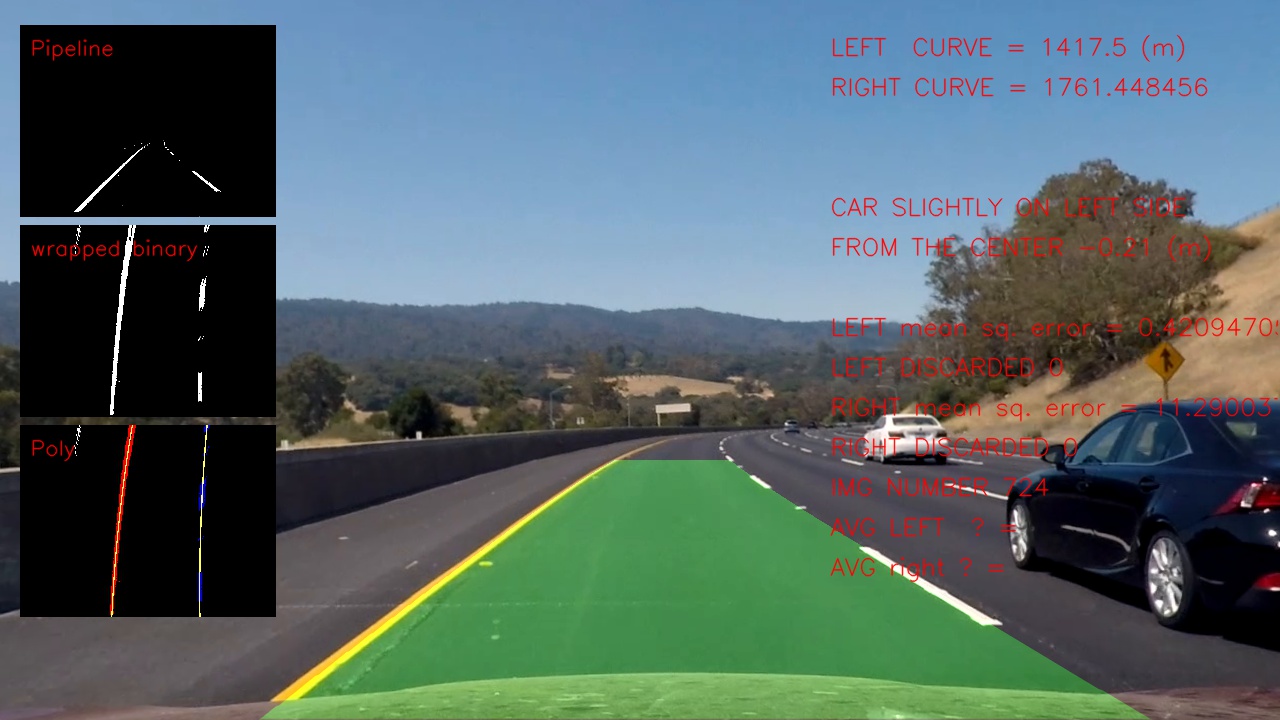 Pipeline
wrapped binary
Poly
LEFT CURVE = 1417.5 (m)
RIGHT CURVE = 1761.448456
CAR SLIGHTLY ON LEFT SIDE
FROM THE CENTER -0.21 (m)
LEFT mean sq. error = 0.4209470
LEFT DISCARDED 0
RIGHT mean sq. error = 11.29003
RIGHT DISCARDED 0
IMG NUMBER 724
AVG LEFT ? =
AVG right ? =